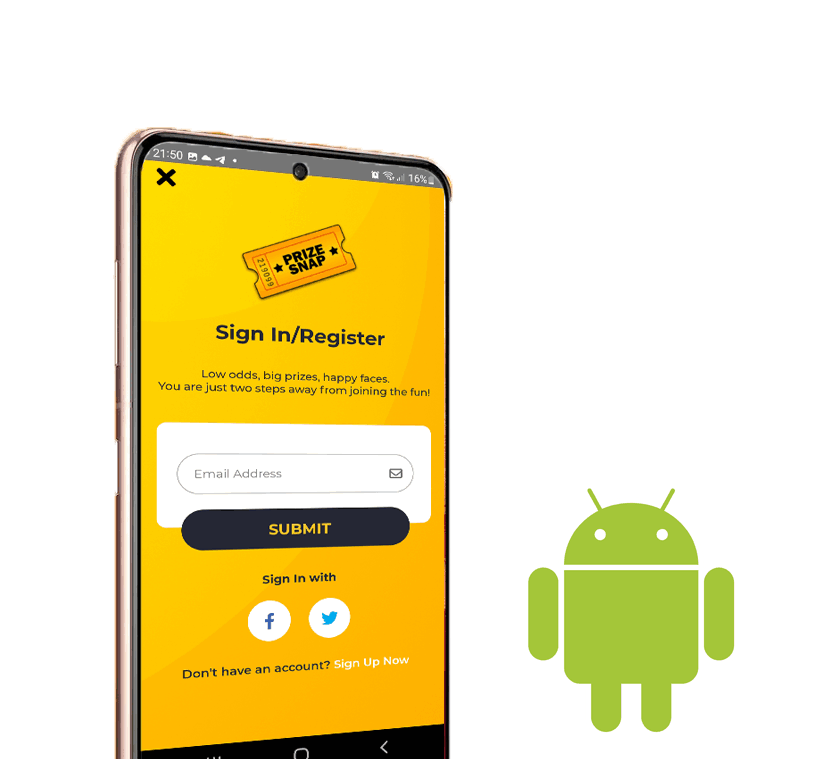 21:50
16%
PRIZE
SNAP
219099
Sign In/Register
Low odds, big prizes, happy faces.
You are just two steps away from joining the fun!
Email Address
SUBMIT
Sign In with
Don't have an account? Sign Up Now